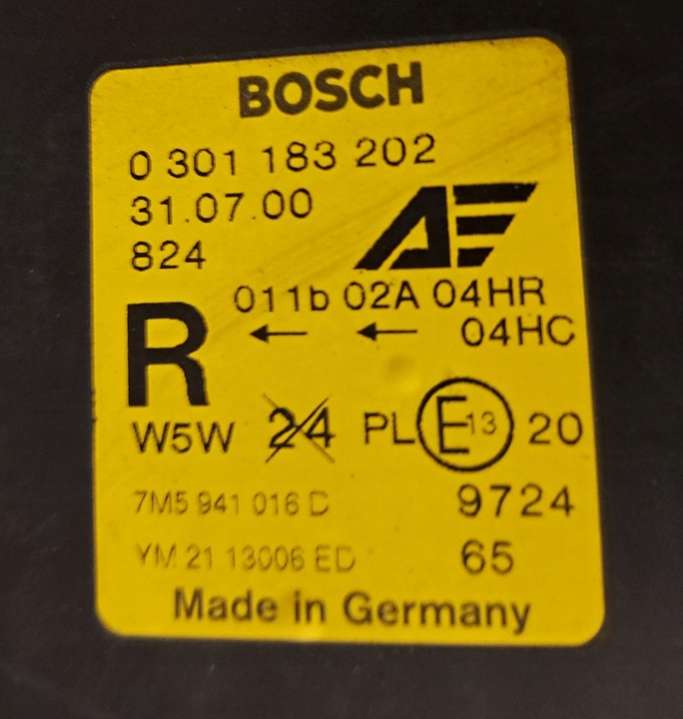 BOSCH
0 301 183 202
31.07.00
824
AE
011b 02A 04HR
R ← ← 04HC
W5W 24 PL E13 20
7M5 941 016 D 9724
YM 21 13006 ED 65
Made in Germany